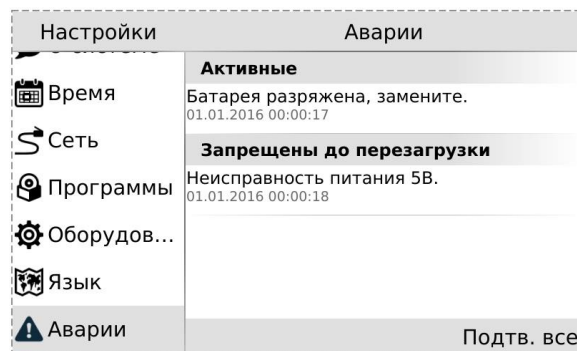 Настройки
Аварии
Время
Сеть
Программы
Оборудов...
Язык
Аварии
Активные
Батарея разряжена, замените.
01.01.2016 00:00:17
Запрещены до перезагрузки
Неисправность питания 5В.
01.01.2016 00:00:18
Подтв. все